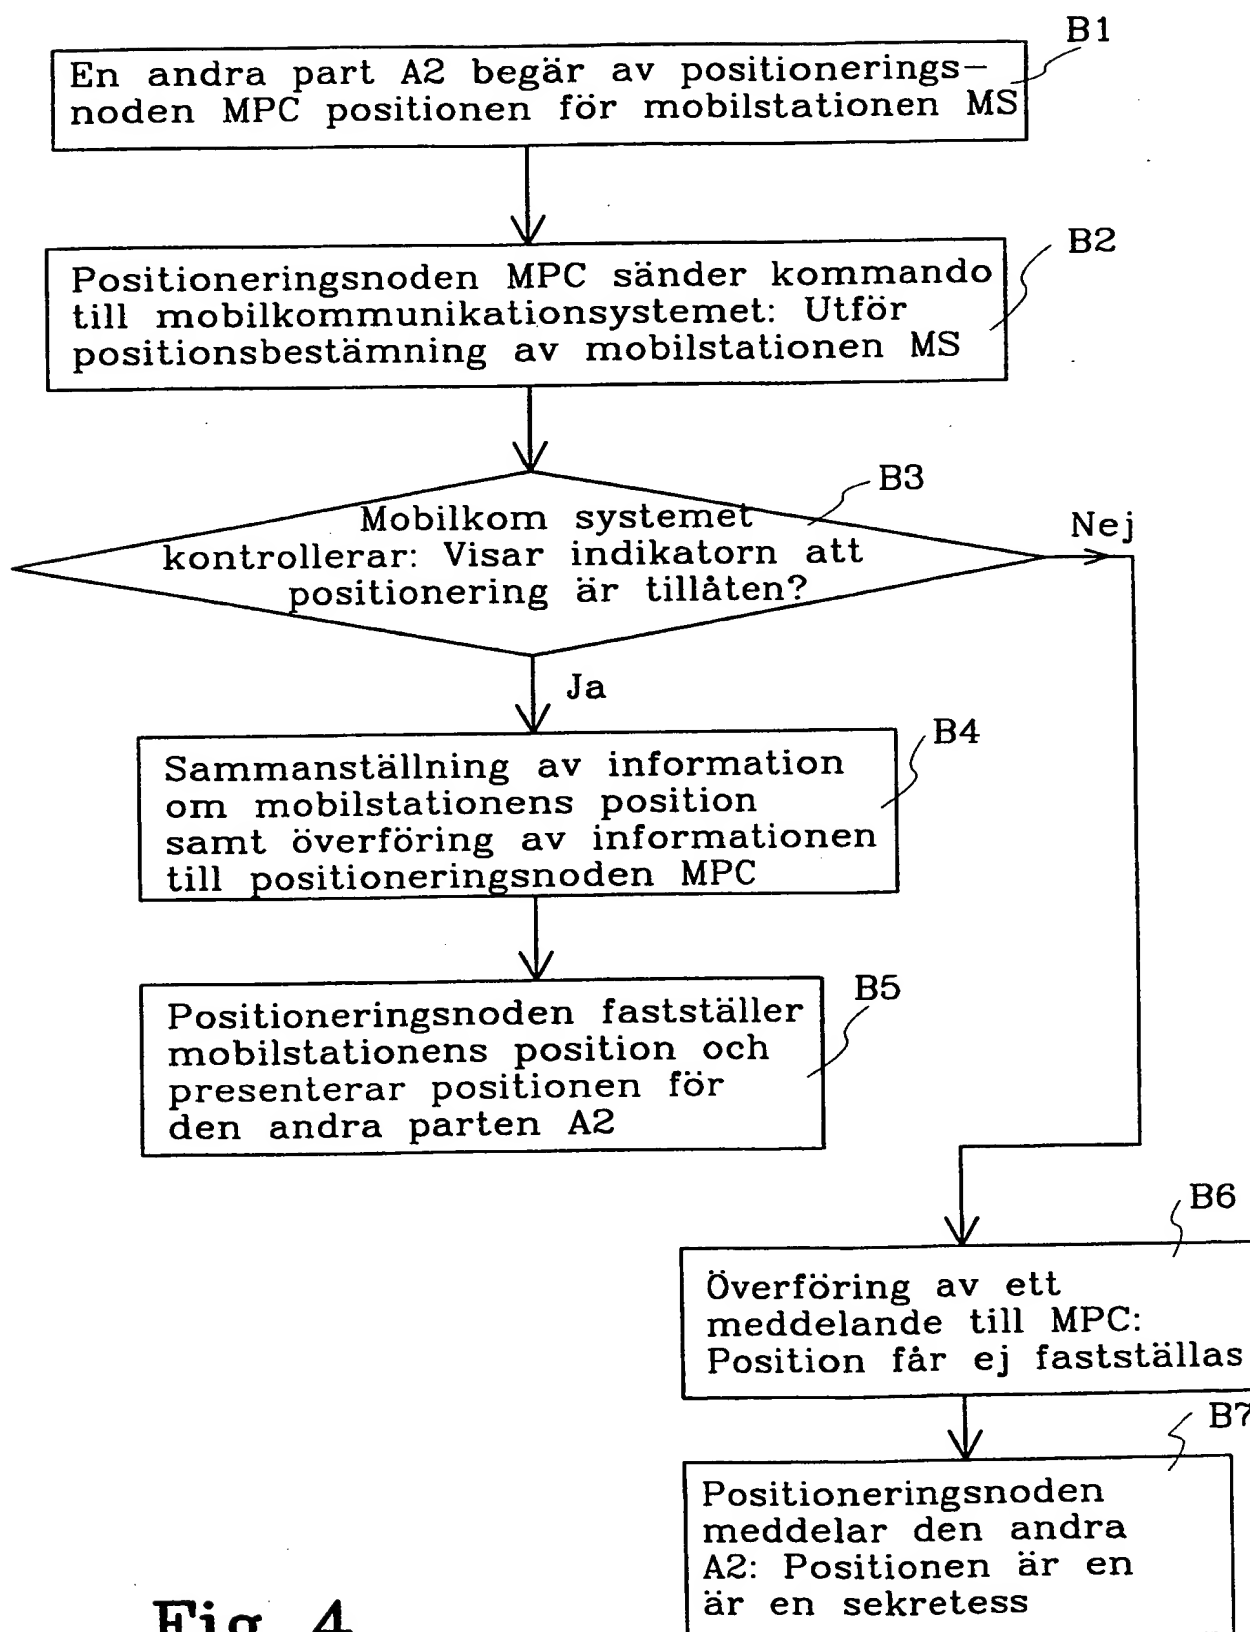 B1
En andra part A2 begär av positionerings-
noden MPC positionen för mobilstationen MS
B2
Positioneringsnoden MPC sänder kommando
till mobilkommunikationsystemet: Utför
positionsbestämning av mobilstationen MS
B3
Mobilkom systemet
kontrollerar: Visar indikatorn att
positionering är tillåten?
Nej
Ja
B4
Sammanställning av information
om mobilstationens position
samt överföring av informationen
till positioneringsnoden MPC
B5
Positioneringsnoden fastställer
mobilstationens position och
presenterar positionen för
den andra parten A2
B6
Överföring av ett
meddelande till MPC:
Position får ej fastställas
B7
Positioneringsnoden
meddelar den andra
A2: Positionen är en
är en sekretess
Fig 4